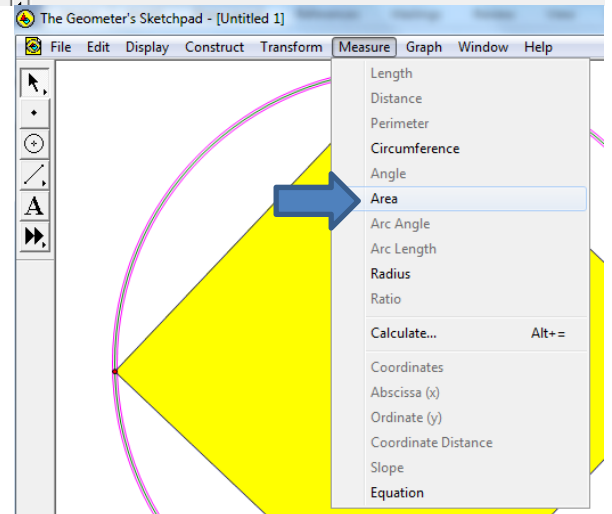 The Geometer's Sketchpad - [Untitled 1]
File Edit Display Construct Transform Measure Graph Window Help
Length
Distance
Perimeter
Circumference
Angle
Area
Arc Angle
Arc Length
Radius
Ratio
Calculate... Alt+=
Coordinates
Abscissa (x)
Ordinate (y)
Coordinate Distance
Slope
Equation
A